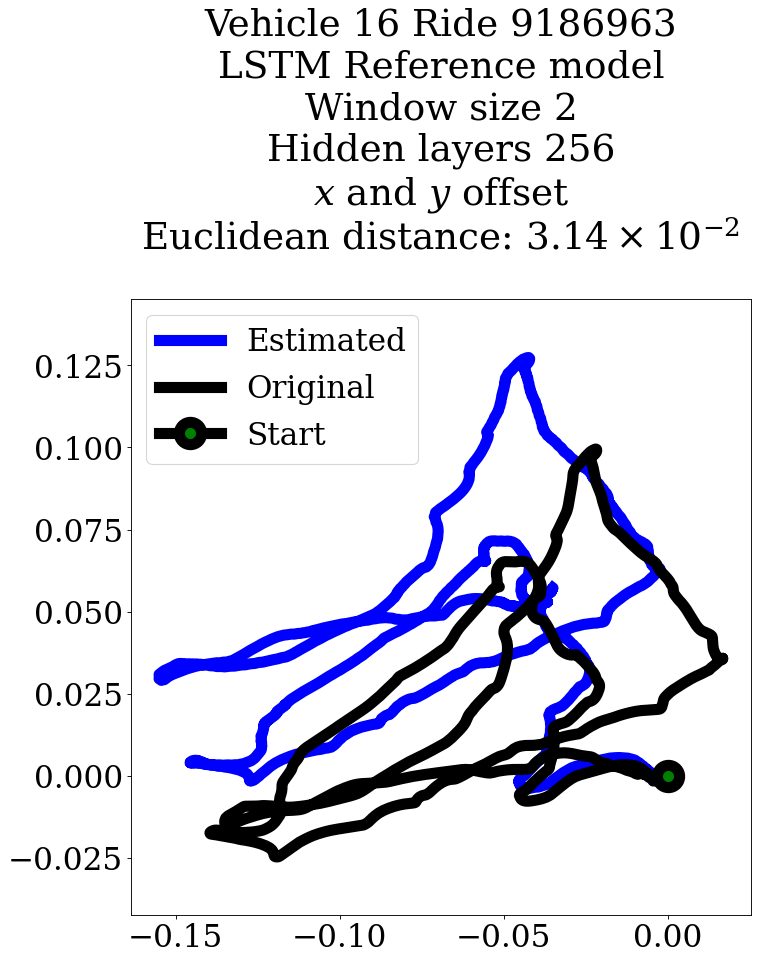 Vehicle 16 Ride 9186963
LSTM Reference model
Window size 2
Hidden layers 256
x and y offset
Euclidean distance: 3.14 × 10⁻²
Estimated
Original
Start
0.125
0.100
0.075
0.050
0.025
0.000
−0.025
−0.15 −0.10 −0.05 0.00